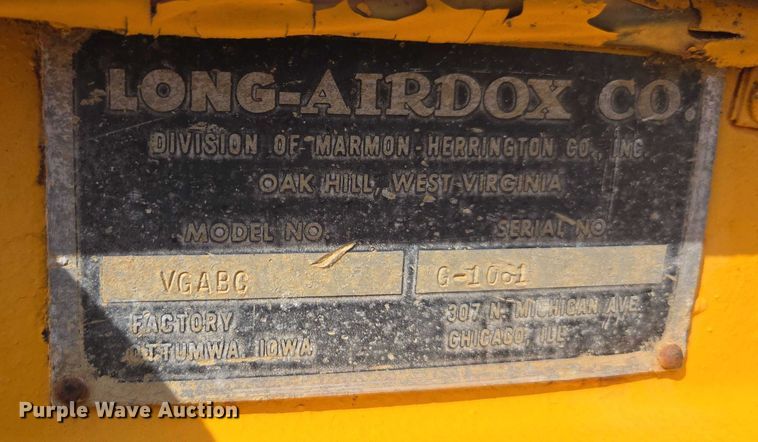 LONG-AIRDOX CO.
DIVISION OF MARMON-HERRINGTON CO., INC.
OAK HILL, WEST VIRGINIA
MODEL NO. SERIAL NO.
VGABC
FACTORY 307 N. MICHIGAN AVE.
OTTUMWA, IOWA CHICAGO, ILL.
Purple Wave Auction